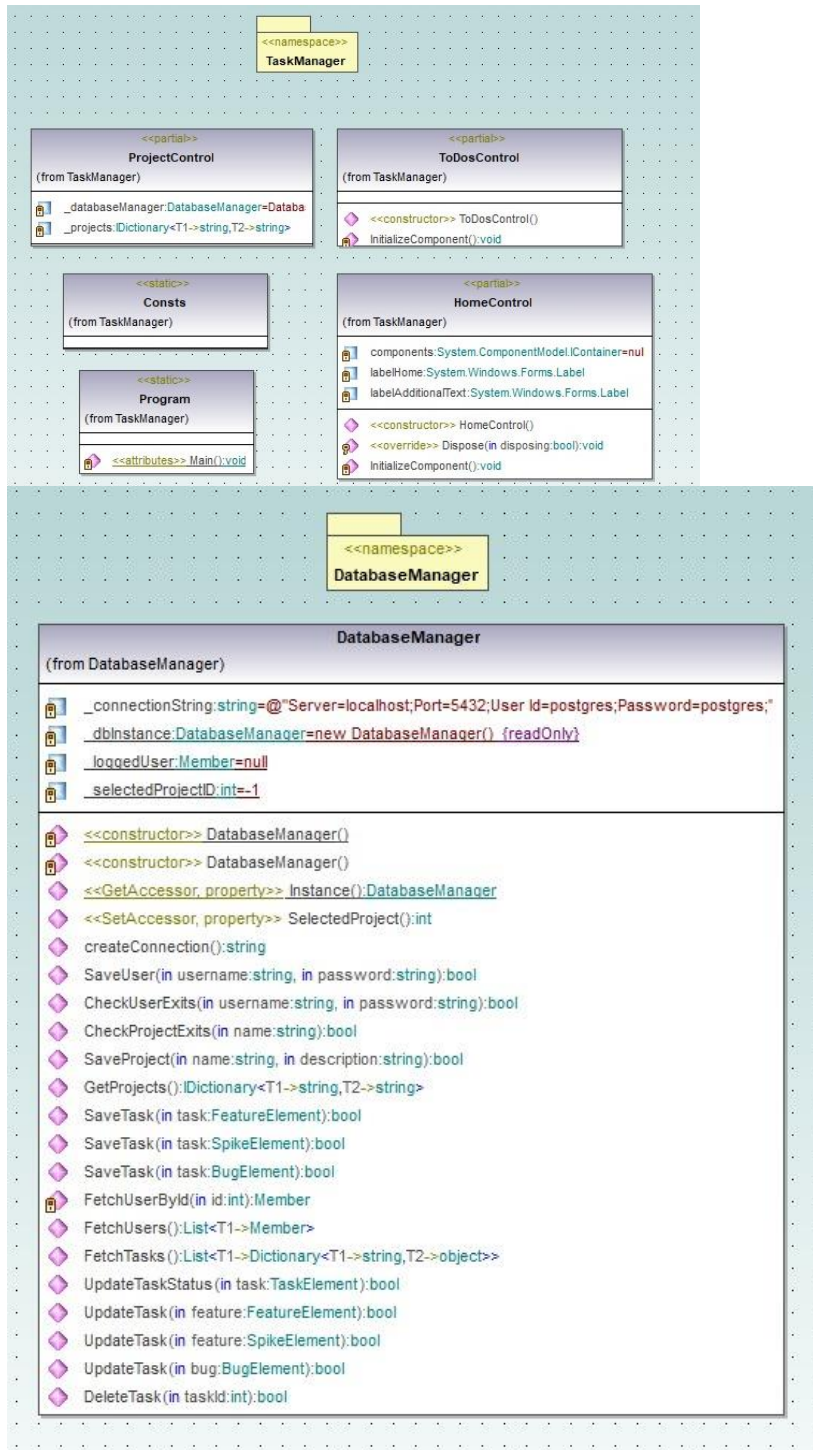 <<namespace>>
TaskManager
<<partial>>
ProjectControl
(from TaskManager)
_databaseManager:DatabaseManager=Databa
_projects:IDictionary<T1->string,T2->string>
<<partial>>
ToDosControl
(from TaskManager)
<<constructor>> ToDosControl()
InitializeComponent():void
<<static>>
Consts
(from TaskManager)
<<static>>
Program
(from TaskManager)
<<attributes>> Main():void
<<partial>>
HomeControl
(from TaskManager)
components:System.ComponentModel.IContainer=nul
labelHome:System.Windows.Forms.Label
labelAdditionalText:System.Windows.Forms.Label
<<constructor>> HomeControl()
<<override>> Dispose(in disposing:bool):void
InitializeComponent():void
<<namespace>>
DatabaseManager
DatabaseManager
(from DatabaseManager)
_connectionString:string=@"Server=localhost;Port=5432;User Id=postgres;Password=postgres;"
_dbInstance:DatabaseManager=new DatabaseManager() {readOnly}
_loggedUser:Member=null
_selectedProjectID:int=-1
<<constructor>> DatabaseManager()
<<constructor>> DatabaseManager()
<<GetAccessor, property>> Instance():DatabaseManager
<<SetAccessor, property>> SelectedProject():int
createConnection():string
SaveUser(in username:string, in password:string):bool
CheckUserExits(in username:string, in password:string):bool
CheckProjectExits(in name:string):bool
SaveProject(in name:string, in description:string):bool
GetProjects():IDictionary<T1->string,T2->string>
SaveTask(in task:FeatureElement):bool
SaveTask(in task:SpikeElement):bool
SaveTask(in task:BugElement):bool
FetchUserById(in id:int):Member
FetchUsers():List<T1->Member>
FetchTasks():List<T1->Dictionary<T1->string,T2->object>>
UpdateTaskStatus(in task:TaskElement):bool
UpdateTask(in feature:FeatureElement):bool
UpdateTask(in feature:SpikeElement):bool
UpdateTask(in bug:BugElement):bool
DeleteTask(in taskId:int):bool